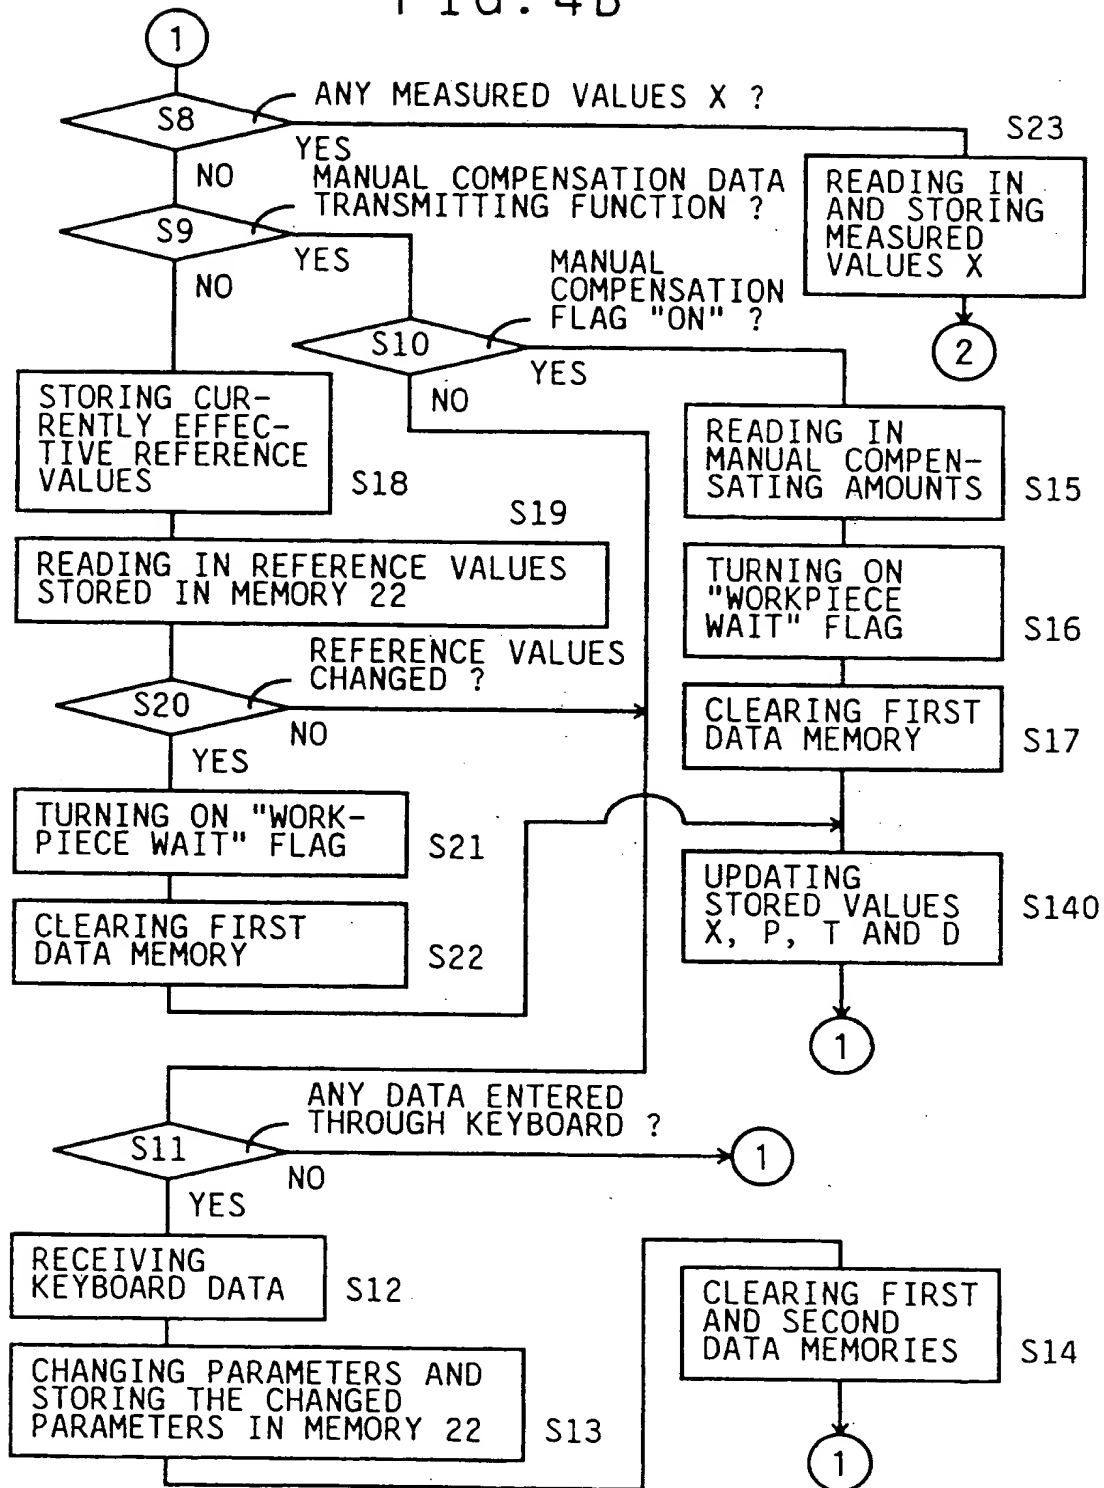 Fig. 4B
1
S8
ANY MEASURED VALUES X ?
YES
NO
S23
READING IN
AND STORING
MEASURED
VALUES X
2
S9
MANUAL COMPENSATION DATA
TRANSMITTING FUNCTION ?
YES
NO
S10
MANUAL
COMPENSATION
FLAG "ON" ?
YES
NO
STORING CUR-
RENTLY EFFEC-
TIVE REFERENCE
VALUES
S18
READING IN
MANUAL COMPEN-
SATING AMOUNTS
S15
S19
READING IN REFERENCE VALUES
STORED IN MEMORY 22
TURNING ON
"WORKPIECE
WAIT" FLAG
S16
S20
REFERENCE VALUES
CHANGED ?
NO
YES
CLEARING FIRST
DATA MEMORY
S17
TURNING ON "WORK-
PIECE WAIT" FLAG
S21
CLEARING FIRST
DATA MEMORY
S22
UPDATING
STORED VALUES
X, P, T AND D
S140
1
S11
ANY DATA ENTERED
THROUGH KEYBOARD ?
NO
1
YES
RECEIVING
KEYBOARD DATA
S12
CHANGING PARAMETERS AND
STORING THE CHANGED
PARAMETERS IN MEMORY 22
S13
CLEARING FIRST
AND SECOND
DATA MEMORIES
S14
1